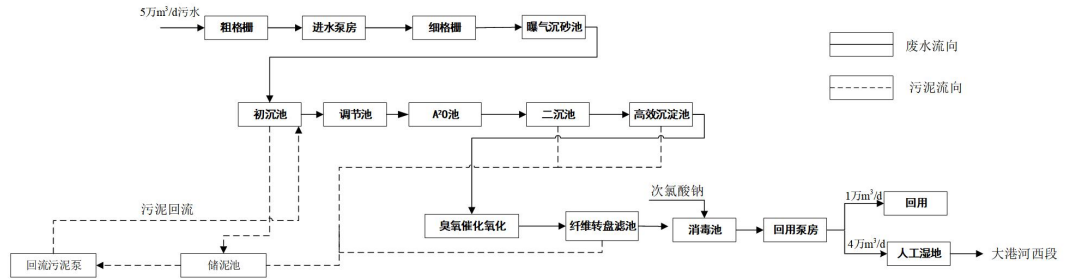 5万m³/d污水
粗格栅
进水泵房
细格栅
曝气沉砂池
废水流向
污泥流向
初沉池
调节池
A²O池
二沉池
高效沉淀池
污泥回流
次氯酸钠
臭氧催化氧化
纤维转盘滤池
消毒池
回用泵房
1万m³/d
回用
4万m³/d
人工湿地
大港河西段
回流污泥泵
储泥池